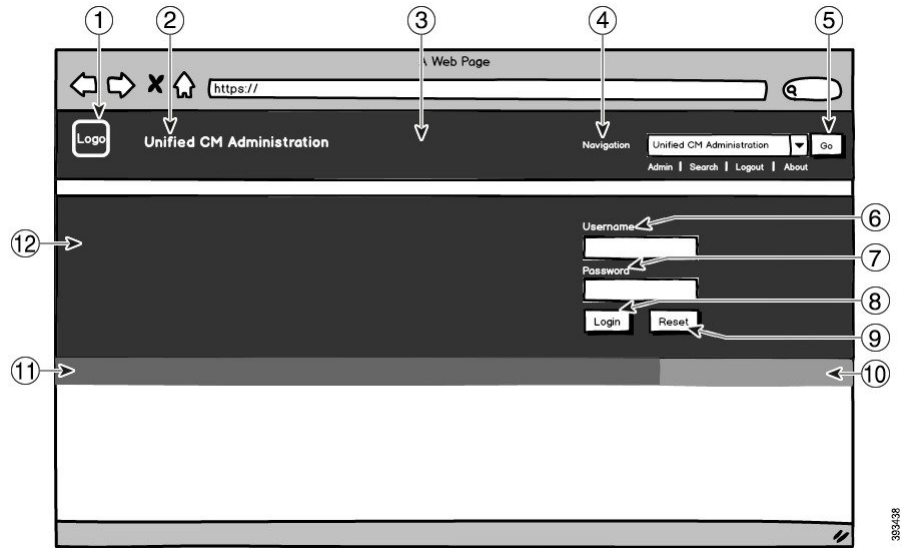 1 2 3 4 5
A Web Page
https://
Logo
Unified CM Administration
Navigation
Unified CM Administration
Go
Admin | Search | Logout | About
Username
6
12
7
Password
8
Login
Reset
9
11
10
393438